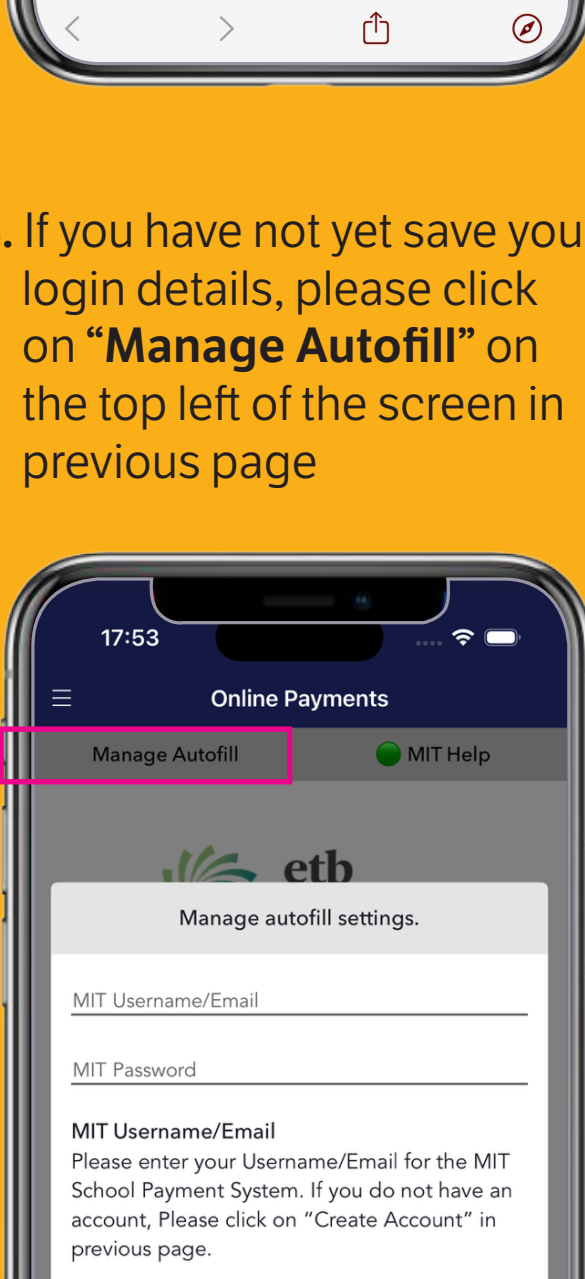 . If you have not yet save you
login details, please click
on “Manage Autofill” on
the top left of the screen in
previous page
17:53
Online Payments
Manage Autofill
MIT Help
etb
Manage autofill settings.
MIT Username/Email
MIT Password
MIT Username/Email
Please enter your Username/Email for the MIT
School Payment System. If you do not have an
account, Please click on “Create Account” in
previous page.